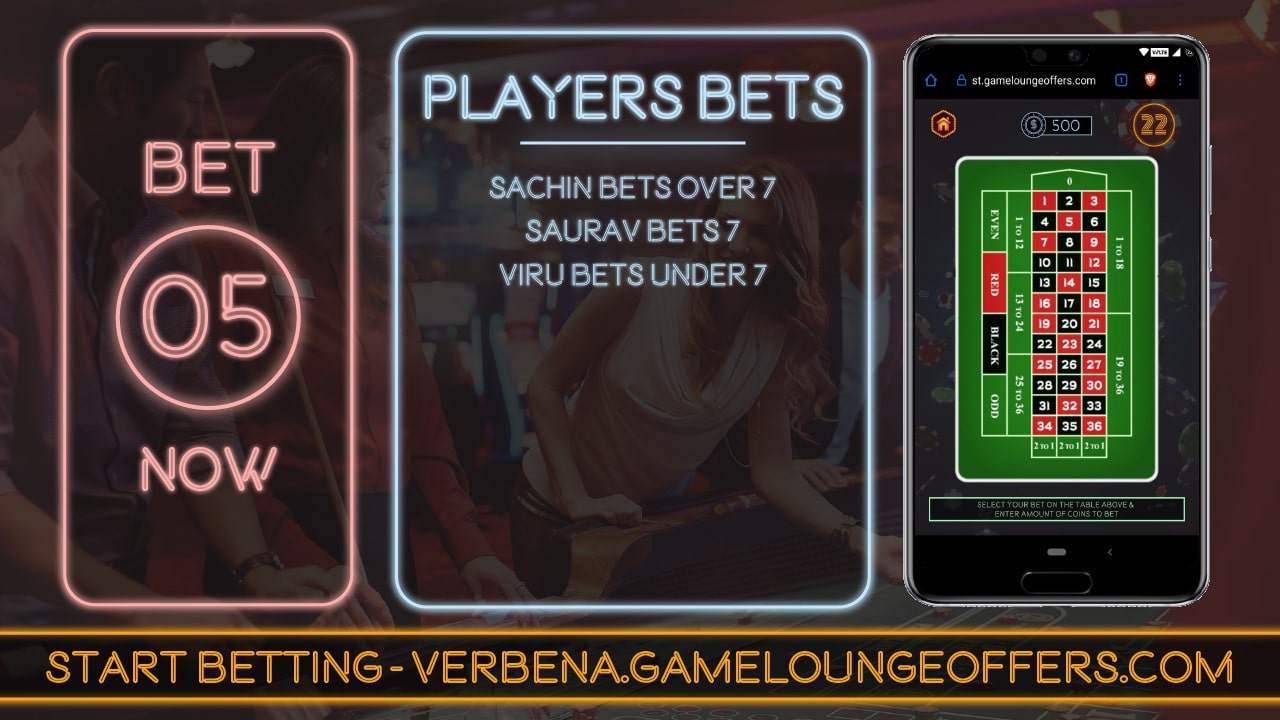 BET
05
NOW
PLAYERS BETS
SACHIN BETS OVER 7
SAURAV BETS 7
VIRU BETS UNDER 7
VoLTE
st.gameloungeoffers.com
1
$ 500
22
0
1 2 3
4 5 6
7 8 9
10 11 12
13 14 15
16 17 18
19 20 21
22 23 24
25 26 27
28 29 30
31 32 33
34 35 36
2 TO 1 2 TO 1 2 TO 1
EVEN
RED
BLACK
ODD
1 TO 12
13 TO 24
25 TO 36
1 TO 18
19 TO 36
SELECT YOUR BET ON THE TABLE ABOVE &
ENTER AMOUNT OF COINS TO BET
START BETTING - VERBENA.GAMELOUNGEOFFERS.COM